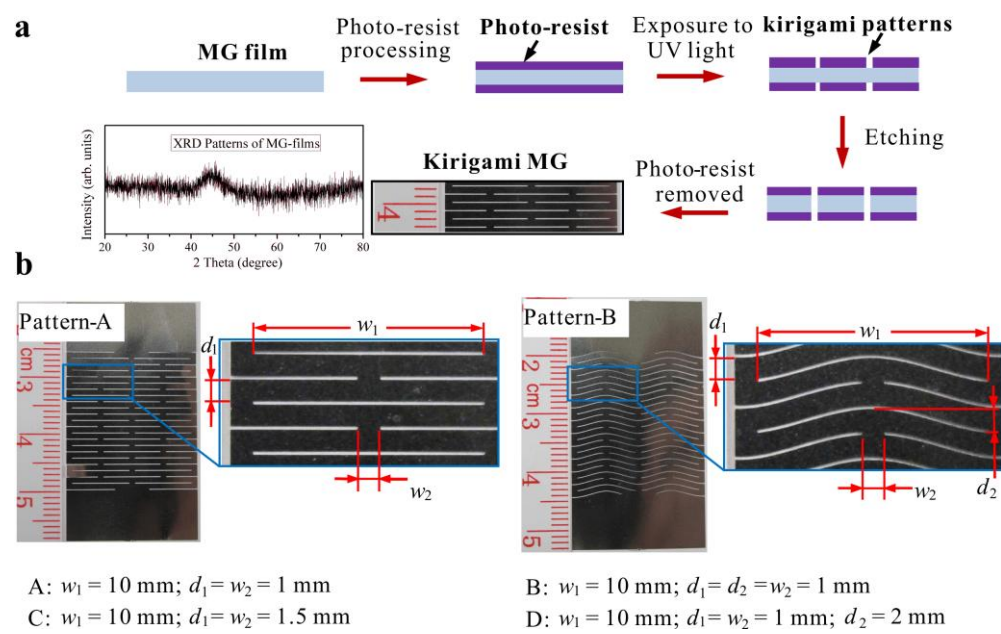 a
MG film
Photo-resist
processing
Photo-resist
Exposure to
UV light
kirigami patterns
Etching
XRD Patterns of MG-films
Intensity (arb. units)
20 30 40 50 60 70 80
2 Theta (degree)
Kirigami MG
4
Photo-resist
removed
b
Pattern-A
cm
3
4
5
w₁
d₁
w₂
Pattern-B
2
cm
3
4
5
w₁
d₁
w₂
d₂
A: w₁ = 10 mm; d₁= w₂ = 1 mm
B: w₁ = 10 mm; d₁= d₂ =w₂ = 1 mm
C: w₁ = 10 mm; d₁= w₂ = 1.5 mm
D: w₁ = 10 mm; d₁= w₂ = 1 mm; d₂ = 2 mm